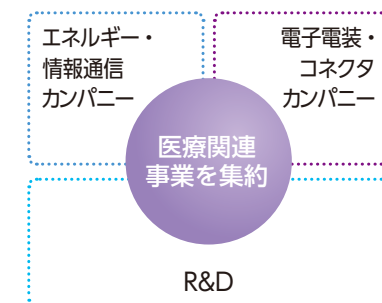 エネルギー・
情報通信
カンパニー
電子電装・
コネクタ
カンパニー
医療関連
事業を集約
R&D